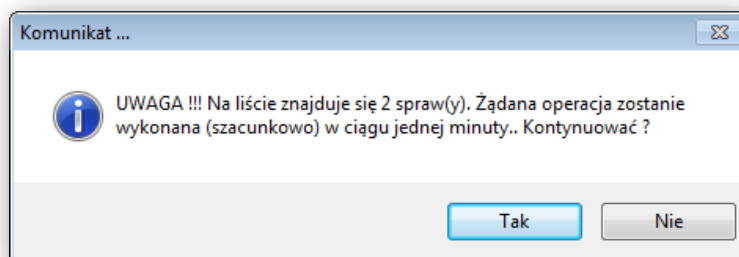 Komunikat ...
UWAGA !!! Na liście znajduje się 2 spraw(y). Żądana operacja zostanie
wykonana (szacunkowo) w ciągu jednej minuty.. Kontynuować ?
Tak
Nie